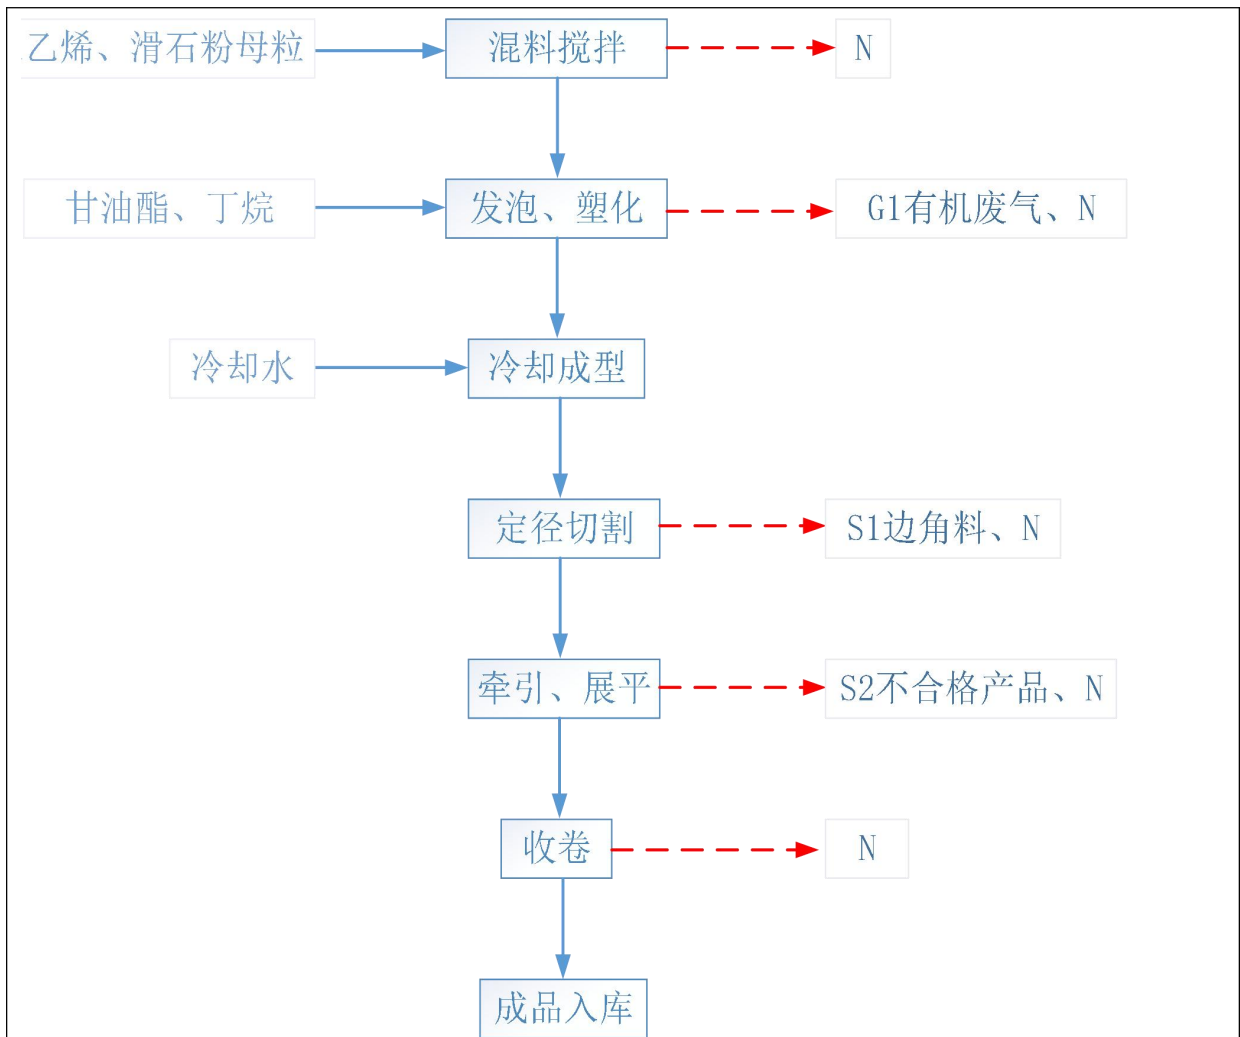 乙烯、滑石粉母粒
混料搅拌
N
甘油酯、丁烷
发泡、塑化
G1有机废气、N
冷却水
冷却成型
定径切割
S1边角料、N
牵引、展平
S2不合格产品、N
收卷
N
成品入库